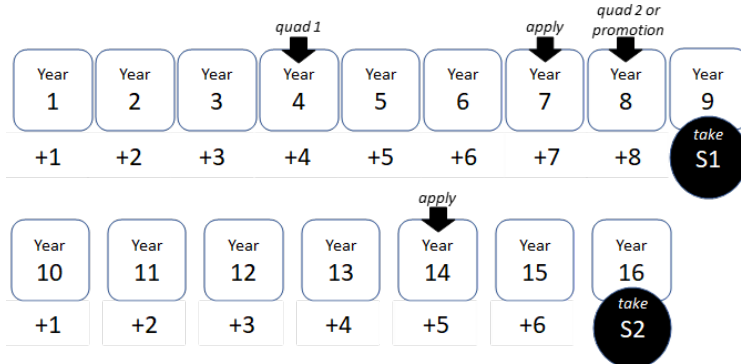 quad 1
apply
quad 2 or
promotion
Year Year Year Year Year Year Year Year Year
1 2 3 4 5 6 7 8 9
take
+1 +2 +3 +4 +5 +6 +7 +8 S1
apply
Year Year Year Year Year Year Year
10 11 12 13 14 15 16
take
+1 +2 +3 +4 +5 +6 S2